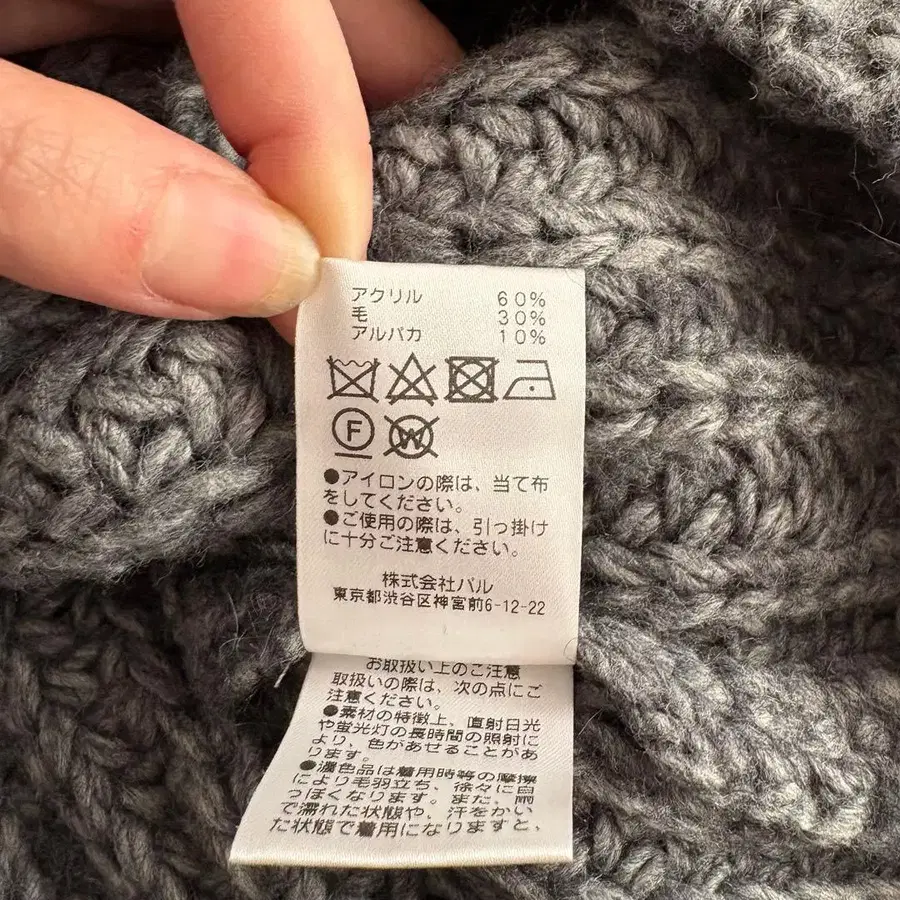 アクリル 60%
毛 30%
アルパカ 10%
F
W
●アイロンの際は、当て布
をしてください。
●ご使用の際は、引っ掛け
に十分ご注意ください。
株式会社パル
東京都渋谷区神宮前6-12-22
お取扱い上のご注意
取扱いの際は、次の点にご
注意ください。
●素材の特徴上、直射日光
や蛍光灯の長時間の照射に
より、色があせることがあ
ります。
●濃色品は着用時等の摩擦
により毛羽立ち、徐々に白
っぽくなります。また、雨
で濡れた状態や、汗をかい
た状態で着用になりますと、